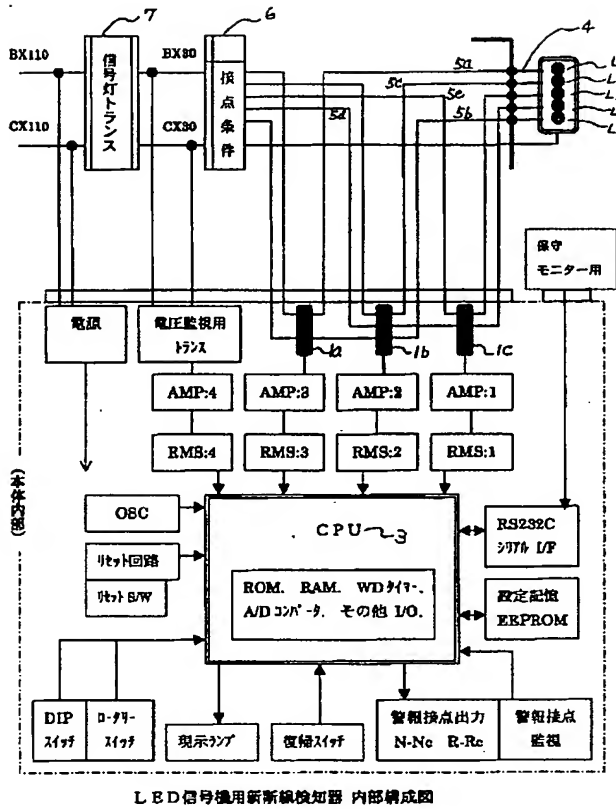 7
6
BX110
信号灯トランス
BX30
接点条件
CX110
CX30
5a
5c
5e
5d
5b
4
L
L
L
L
L
保守
モニター用
電源
電圧監視用
トランス
1a
1b
1c
AMP:4
AMP:3
AMP:2
AMP:1
RMS:4
RMS:3
RMS:2
RMS:1
(本体内部)
OSC
リセット回路
リセット S/W
CPU
3
ROM. RAM. WDタイマー.
A/Dコンバータ. その他 I/O.
RS232C
シリアル I/F
設定記憶
EEPROM
DIP
スイッチ
ロータリー
スイッチ
現示ランプ
復帰スイッチ
警報接点出力
N-Nc R-Rc
警報接点
監視
LED信号機用新断線検知器 内部構成図